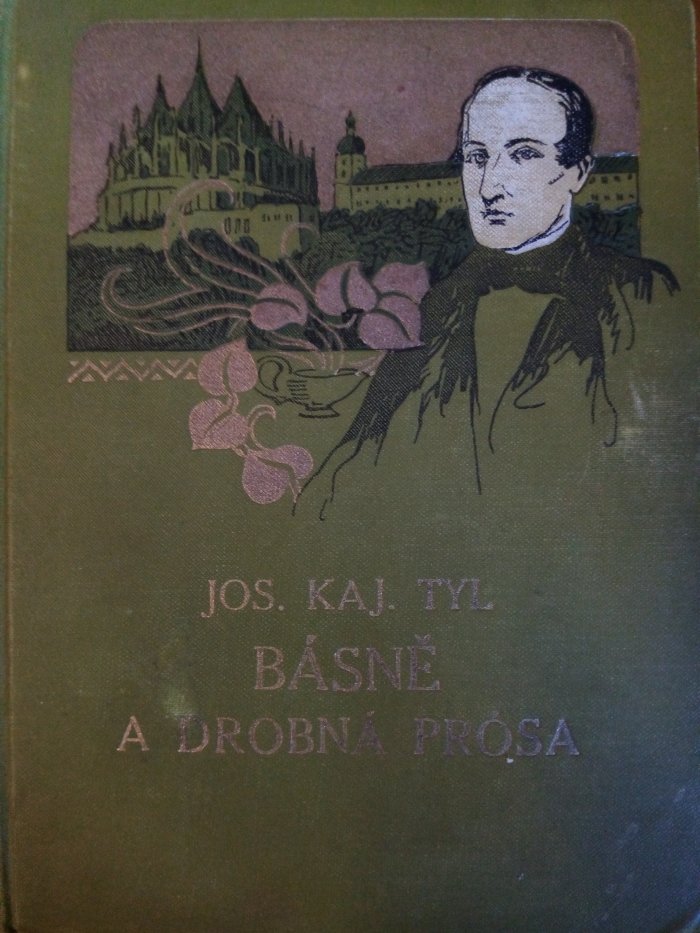 JOS. KAJ. TYL
BÁSNĚ
A DROBNÁ PRÓSA